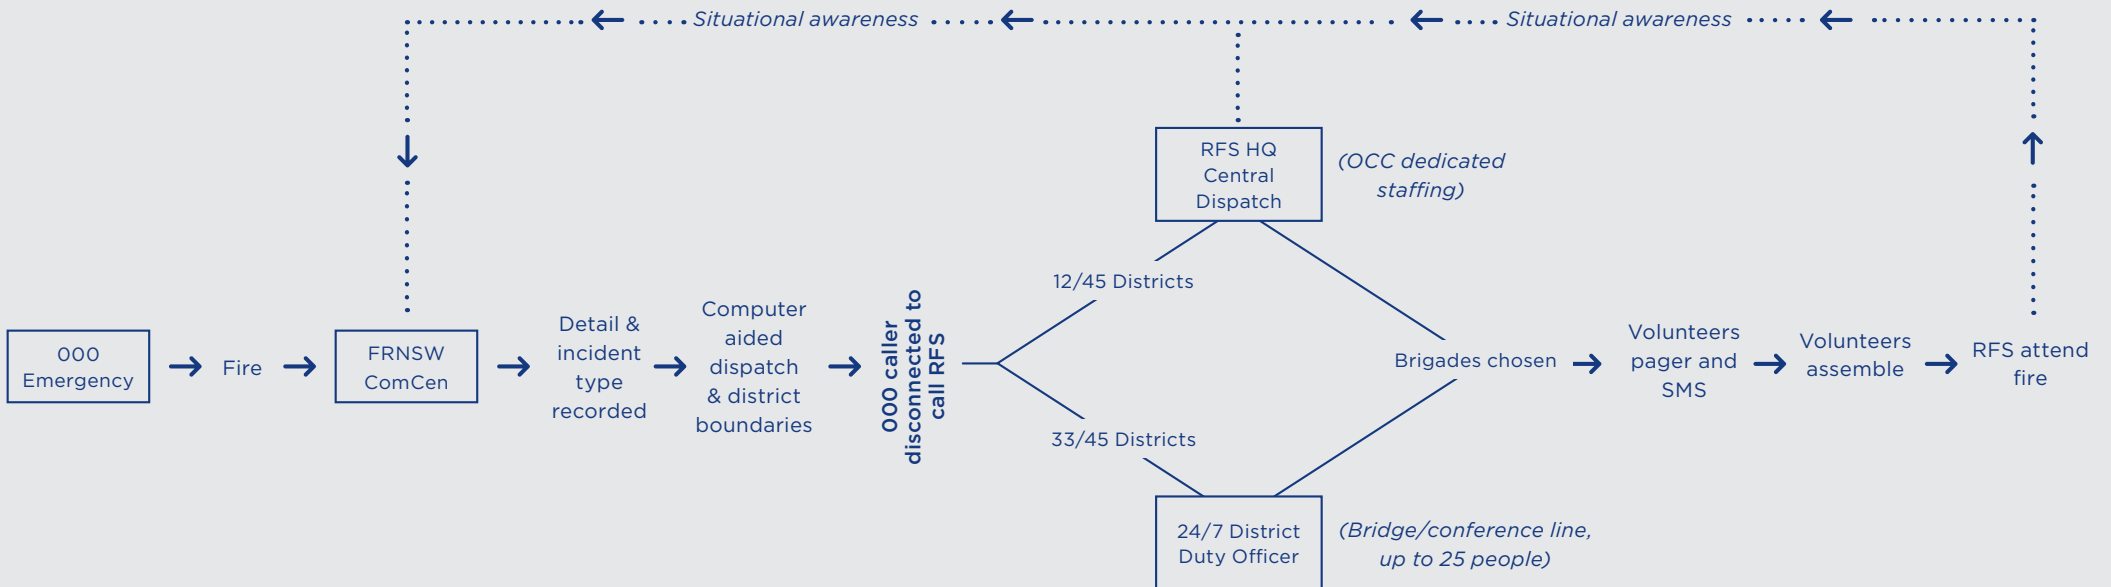 Situational awareness
Situational awareness
RFS HQ
Central
Dispatch
(OCC dedicated
staffing)
12/45 Districts
000
Emergency
Fire
FRNSW
ComCen
Detail &
incident
type
recorded
Computer
aided
dispatch
& district
boundaries
000 caller
disconnected to
call RFS
Brigades chosen
Volunteers
pager and
SMS
Volunteers
assemble
RFS attend
fire
33/45 Districts
24/7 District
Duty Officer
(Bridge/conference line,
up to 25 people)